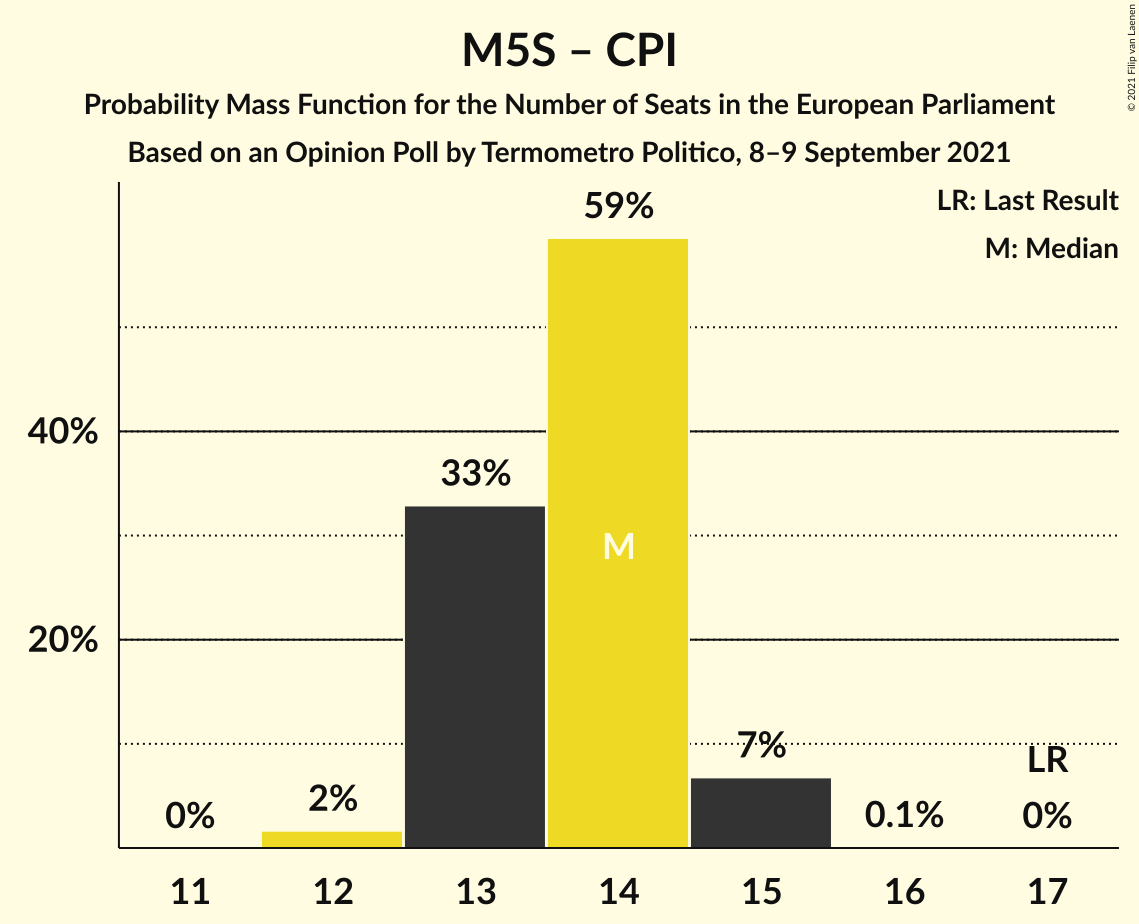 M5S – CPI
Probability Mass Function for the Number of Seats in the European Parliament
Based on an Opinion Poll by Termometro Politico, 8–9 September 2021
© 2021 Filip van Laenen
LR: Last Result
M: Median
59%
40%
33%
M
20%
7%
LR
2%
0%
0.1%
0%
11 12 13 14 15 16 17